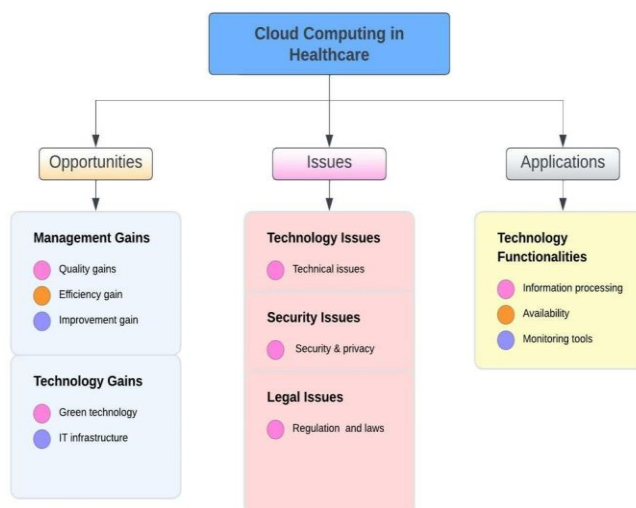 Cloud Computing in
Healthcare
Opportunities
Issues
Applications
Management Gains
Quality gains
Efficiency gain
Improvement gain
Technology Gains
Green technology
IT infrastructure
Technology Issues
Technical issues
Security Issues
Security & privacy
Legal Issues
Regulation and laws
Technology
Functionalities
Information processing
Availability
Monitoring tools